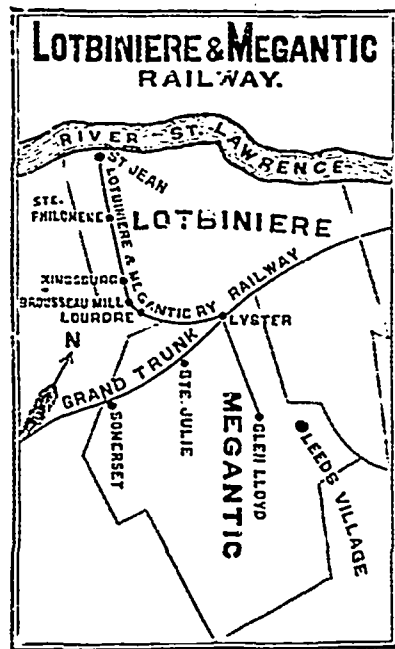 LOTBINIERE & MEGANTIC
RAILWAY.
RIVER ST. LAWRENCE
ST JEAN
STE.
PHILOMENE
LOTBINIERE
LOTBINIERE & MEGANTIC RY
KINGSBURG
BROUSSEAU MILL
LOURDRE
LYSTER
GRAND TRUNK RAILWAY
N
STE. JULIE
SOMERSET
MEGANTIC
GLEN LLOYD
LEEDS VILLAGE